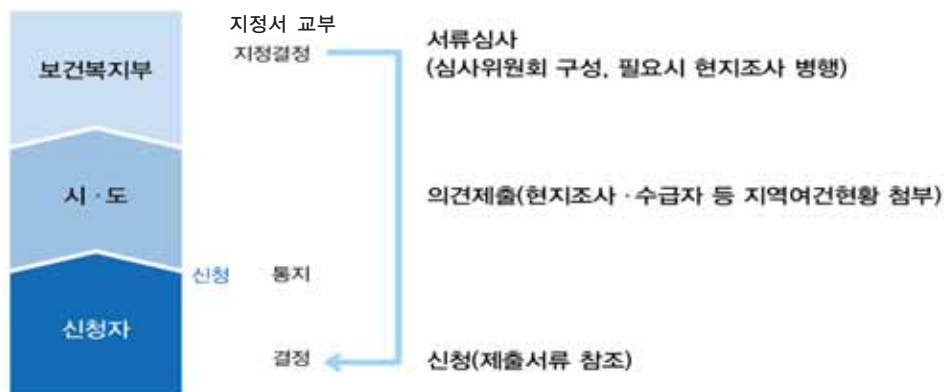 지정서 교부
보건복지부
지정결정
서류심사
(심사위원회 구성, 필요시 현지조사 병행)
시·도
의견제출(현지조사·수급자 등 지역여건현황 첨부)
신청 통지
신청자
결정
신청(제출서류 참조)